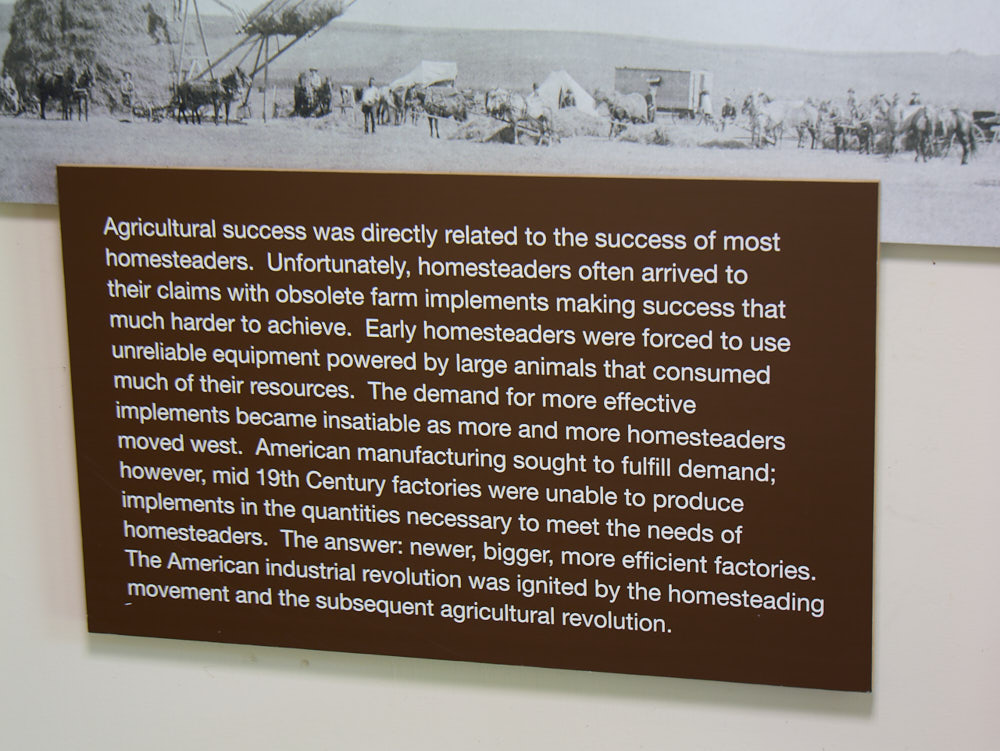 Agricultural success was directly related to the success of most
homesteaders.  Unfortunately, homesteaders often arrived to
their claims with obsolete farm implements making success that
much harder to achieve.  Early homesteaders were forced to use
unreliable equipment powered by large animals that consumed
much of their resources.  The demand for more effective
implements became insatiable as more and more homesteaders
moved west.  American manufacturing sought to fulfill demand;
however, mid 19th Century factories were unable to produce
implements in the quantities necessary to meet the needs of
homesteaders.  The answer: newer, bigger, more efficient factories.
The American industrial revolution was ignited by the homesteading
movement and the subsequent agricultural revolution.